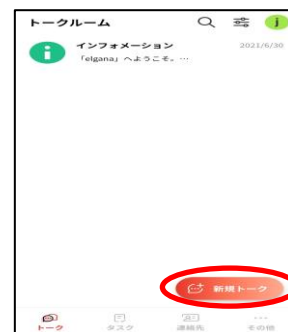 トークルーム
j
インフォメーション 2021/6/30
「elgana」へようこそ。…
新規トーク
トーク タスク 連絡先 その他